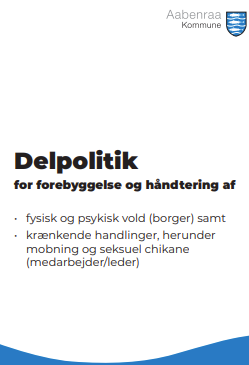 Aabenraa
Kommune
Delpolitik
for forebyggelse og håndtering af
• fysisk og psykisk vold (borger) samt
• krænkende handlinger, herunder
mobning og seksuel chikane
(medarbejder/leder)